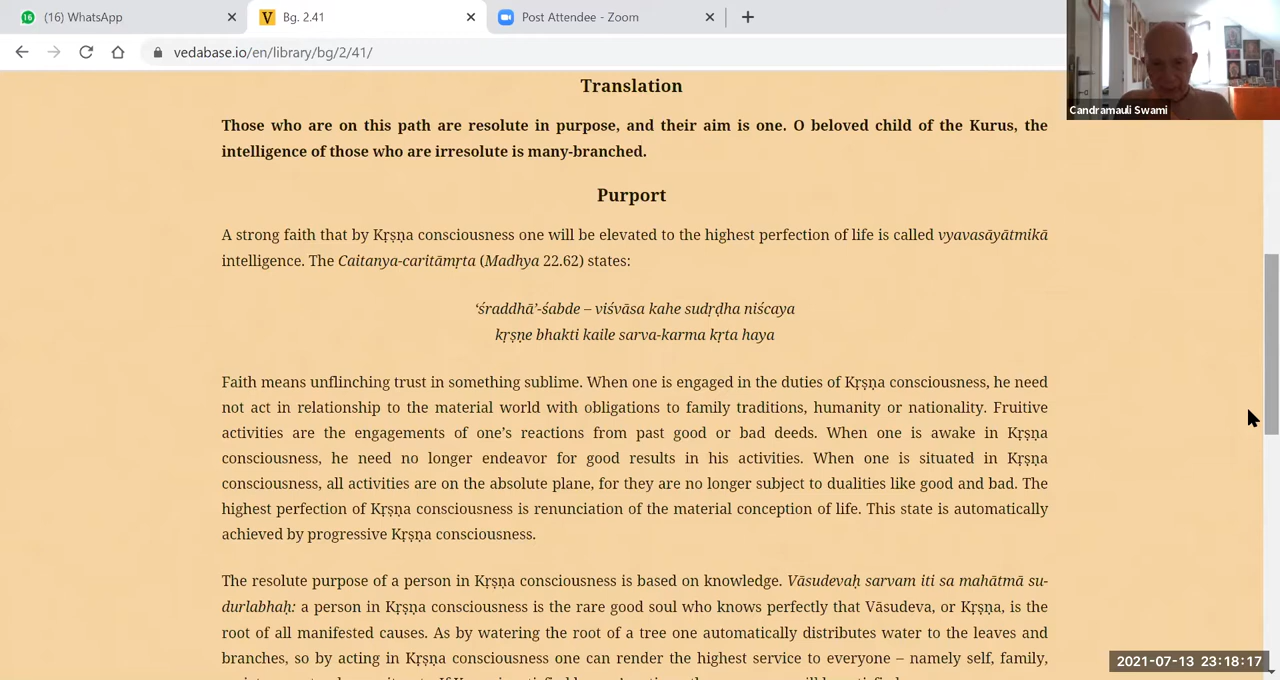 16 (16) WhatsApp
V Bg. 2.41
Post Attendee - Zoom
vedabase.io/en/library/bg/2/41/
Candramauli Swami
Translation
Those who are on this path are resolute in purpose, and their aim is one. O beloved child of the Kurus, the
intelligence of those who are irresolute is many-branched.
Purport
A strong faith that by Kṛṣṇa consciousness one will be elevated to the highest perfection of life is called vyavasāyātmikā
intelligence. The Caitanya-caritāmṛta (Madhya 22.62) states:
‘śraddhā’-śabde – viśvāsa kahe sudṛḍha niścaya
kṛṣṇe bhakti kaile sarva-karma kṛta haya
Faith means unflinching trust in something sublime. When one is engaged in the duties of Kṛṣṇa consciousness, he need
not act in relationship to the material world with obligations to family traditions, humanity or nationality. Fruitive
activities are the engagements of one’s reactions from past good or bad deeds. When one is awake in Kṛṣṇa
consciousness, he need no longer endeavor for good results in his activities. When one is situated in Kṛṣṇa
consciousness, all activities are on the absolute plane, for they are no longer subject to dualities like good and bad. The
highest perfection of Kṛṣṇa consciousness is renunciation of the material conception of life. This state is automatically
achieved by progressive Kṛṣṇa consciousness.
The resolute purpose of a person in Kṛṣṇa consciousness is based on knowledge. Vāsudevaḥ sarvam iti sa mahātmā su-
durlabhaḥ: a person in Kṛṣṇa consciousness is the rare good soul who knows perfectly that Vāsudeva, or Kṛṣṇa, is the
root of all manifested causes. As by watering the root of a tree one automatically distributes water to the leaves and
branches, so by acting in Kṛṣṇa consciousness one can render the highest service to everyone – namely self, family,
2021-07-13 23:18:17